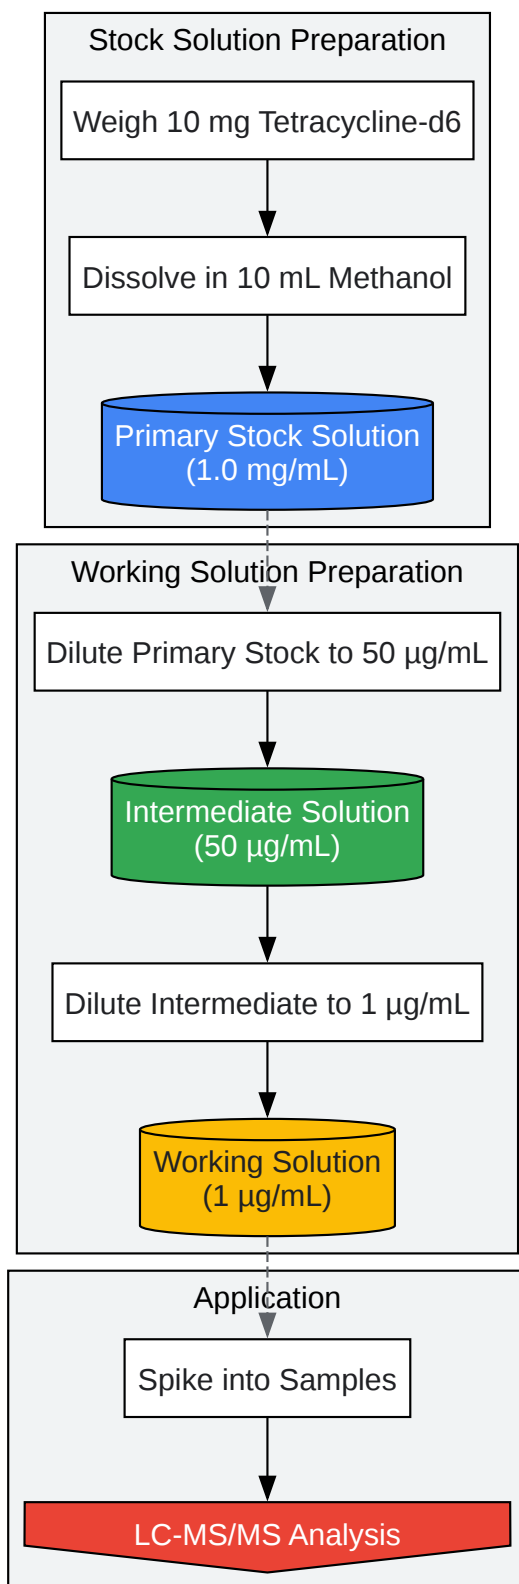 Stock Solution Preparation
Weigh 10 mg Tetracycline-d6
Dissolve in 10 mL Methanol
Primary Stock Solution
(1.0 mg/mL)
Working Solution Preparation
Dilute Primary Stock to 50 µg/mL
Intermediate Solution
(50 µg/mL)
Dilute Intermediate to 1 µg/mL
Working Solution
(1 µg/mL)
Application
Spike into Samples
LC-MS/MS Analysis